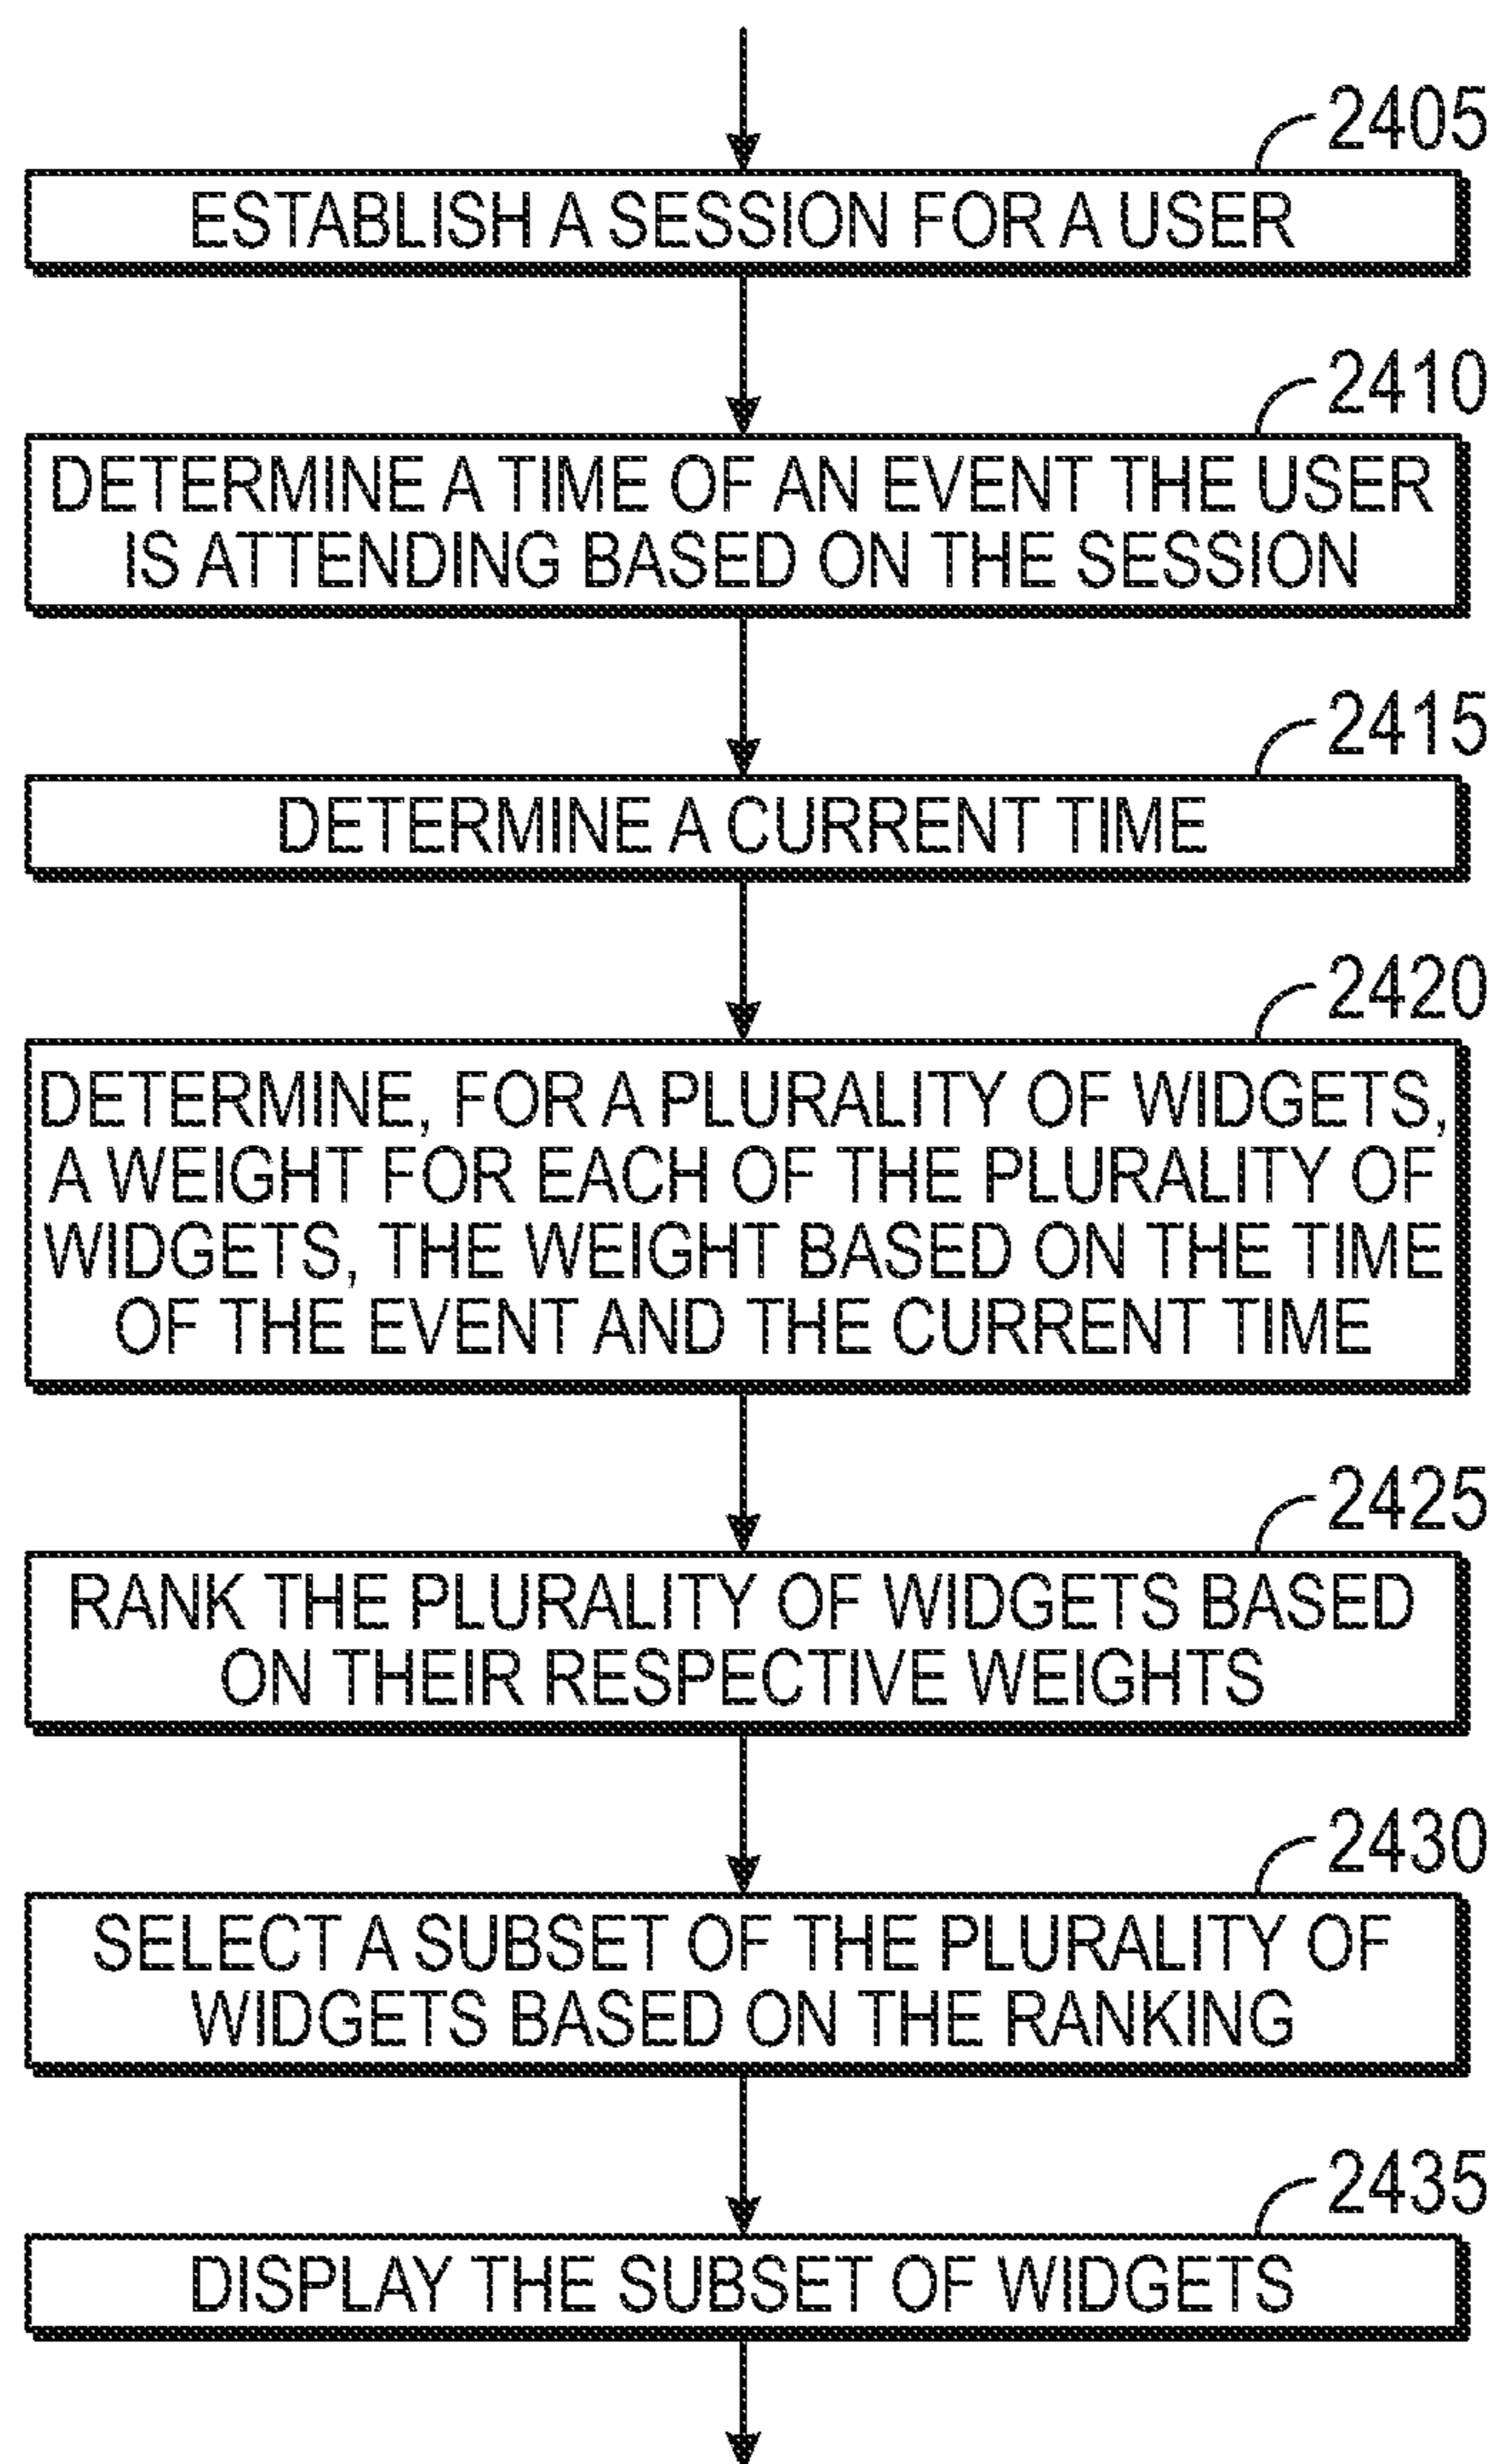 2405
ESTABLISH A SESSION FOR A USER
2410
DETERMINE A TIME OF AN EVENT THE USER
IS ATTENDING BASED ON THE SESSION
2415
DETERMINE A CURRENT TIME
2420
DETERMINE, FOR A PLURALITY OF WIDGETS,
A WEIGHT FOR EACH OF THE PLURALITY OF
WIDGETS, THE WEIGHT BASED ON THE TIME
OF THE EVENT AND THE CURRENT TIME
2425
RANK THE PLURALITY OF WIDGETS BASED
ON THEIR RESPECTIVE WEIGHTS
2430
SELECT A SUBSET OF THE PLURALITY OF
WIDGETS BASED ON THE RANKING
2435
DISPLAY THE SUBSET OF WIDGETS